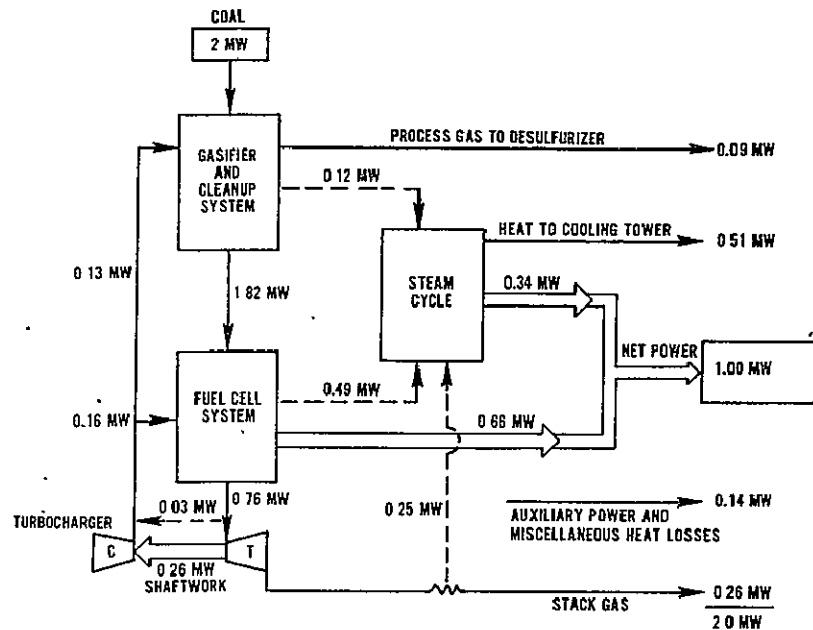 COAL
2 MW
PROCESS GAS TO DESULFURIZER
0.09 MW
GASIFIER
AND
CLEANUP
SYSTEM
0.12 MW
HEAT TO COOLING TOWER
0.51 MW
0.13 MW
STEAM
CYCLE
0.34 MW
1.82 MW
NET POWER
1.00 MW
FUEL CELL
SYSTEM
0.49 MW
0.16 MW
0.66 MW
0.76 MW
0.03 MW
0.25 MW
0.14 MW
AUXILIARY POWER AND
MISCELLANEOUS HEAT LOSSES
TURBOCHARGER
C
T
0.26 MW
SHAFTWORK
STACK GAS
0.26 MW
2.0 MW